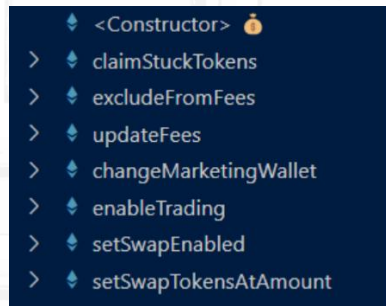 <Constructor> 💰
claimStuckTokens
excludeFromFees
updateFees
changeMarketingWallet
enableTrading
setSwapEnabled
setSwapTokensAtAmount